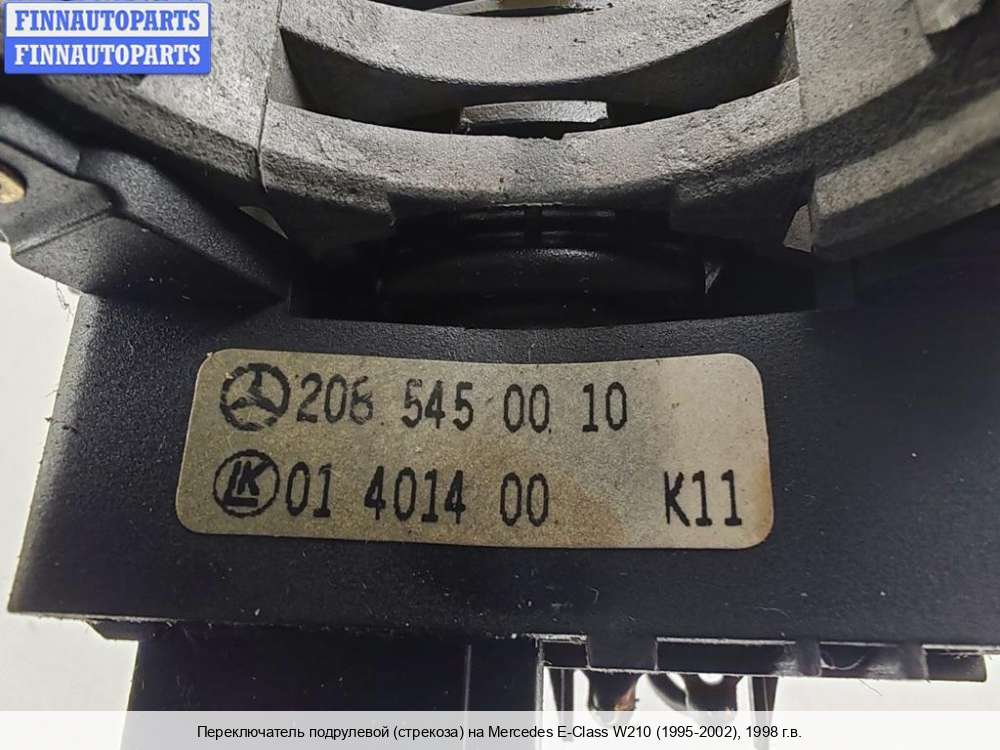 FINNAUTOPARTS
FINNAUTOPARTS
208 545 00 10
LK 01 4014 00 K11
Переключатель подрулевой (стрекоза) на Mercedes E-Class W210 (1995-2002), 1998 г.в.